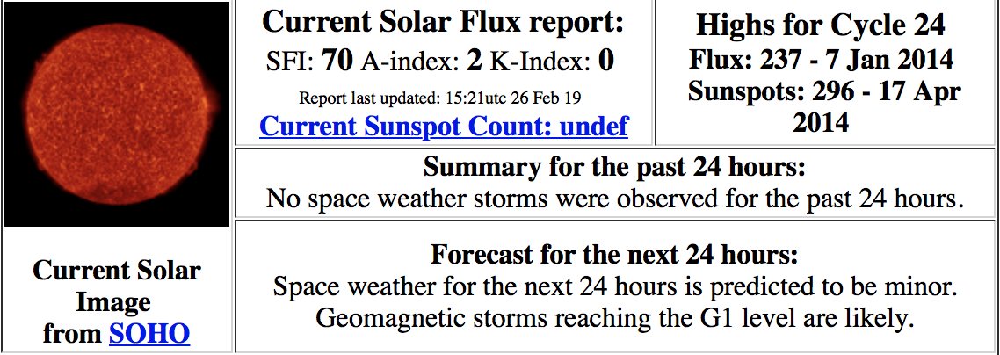 Current Solar Flux report:
SFI: 70 A-index: 2 K-Index: 0
Report last updated: 15:21utc 26 Feb 19
Current Sunspot Count: undef
Highs for Cycle 24
Flux: 237 - 7 Jan 2014
Sunspots: 296 - 17 Apr
2014
Summary for the past 24 hours:
No space weather storms were observed for the past 24 hours.
Forecast for the next 24 hours:
Space weather for the next 24 hours is predicted to be minor.
Geomagnetic storms reaching the G1 level are likely.
Current Solar
Image
from SOHO